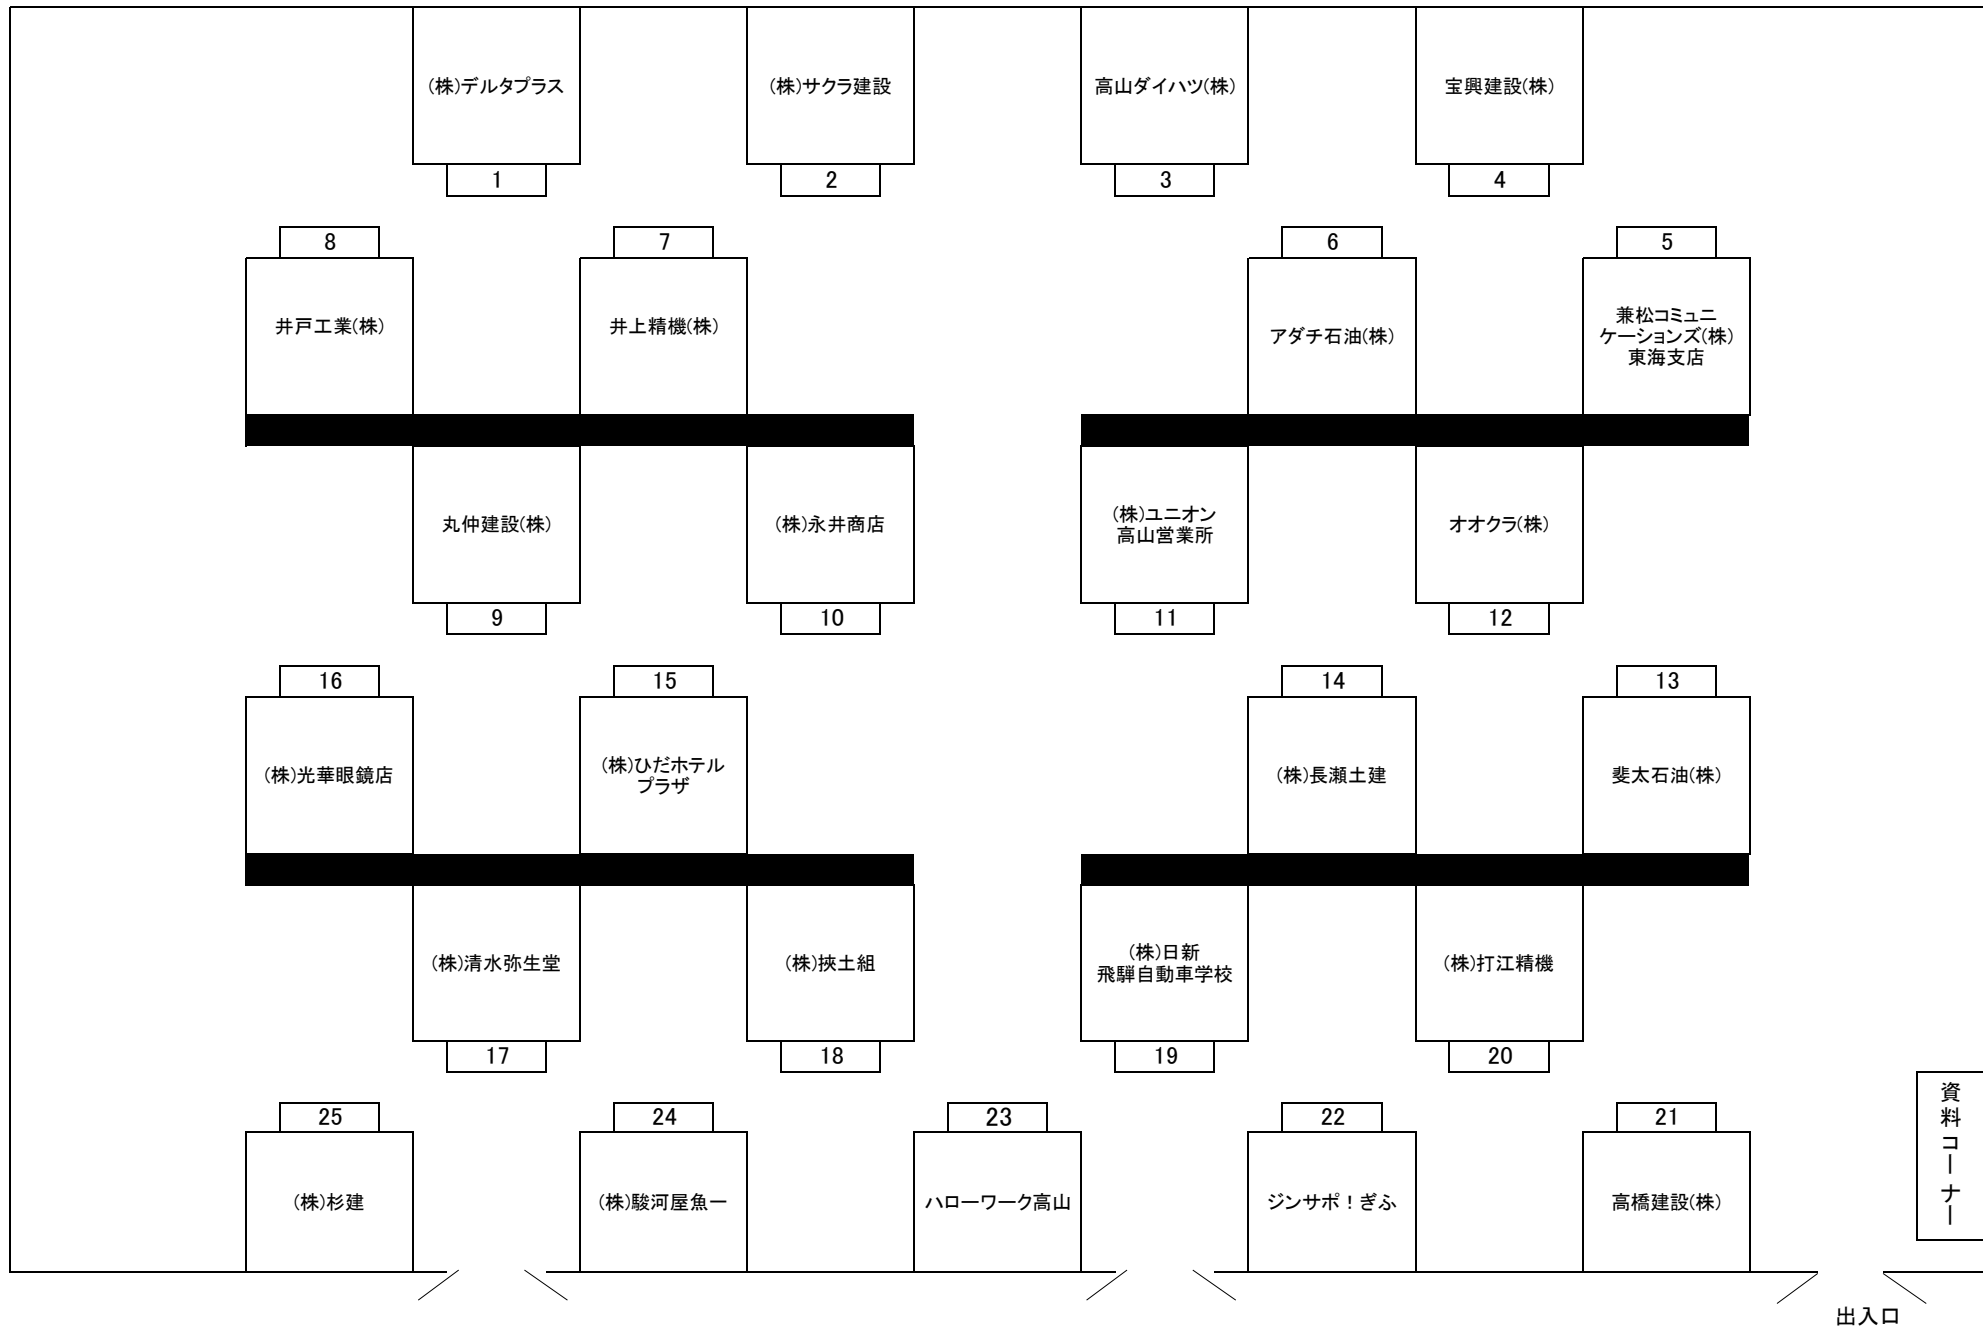 (株)デルタプラス
(株)サクラ建設
高山ダイハツ(株)
宝興建設(株)
1
2
3
4
8
7
6
5
井戸工業(株)
井上精機(株)
アダチ石油(株)
兼松コミュニ
ケーションズ(株)
東海支店
丸仲建設(株)
(株)永井商店
(株)ユニオン
高山営業所
オオクラ(株)
9
10
11
12
16
15
14
13
(株)光華眼鏡店
(株)ひだホテル
プラザ
(株)長瀬土建
斐太石油(株)
(株)清水弥生堂
(株)挾土組
(株)日新
飛騨自動車学校
(株)打江精機
17
18
19
20
25
24
23
22
21
(株)杉建
(株)駿河屋魚一
ハローワーク高山
ジンサポ！ぎふ
高橋建設(株)
資料コーナー
出入口